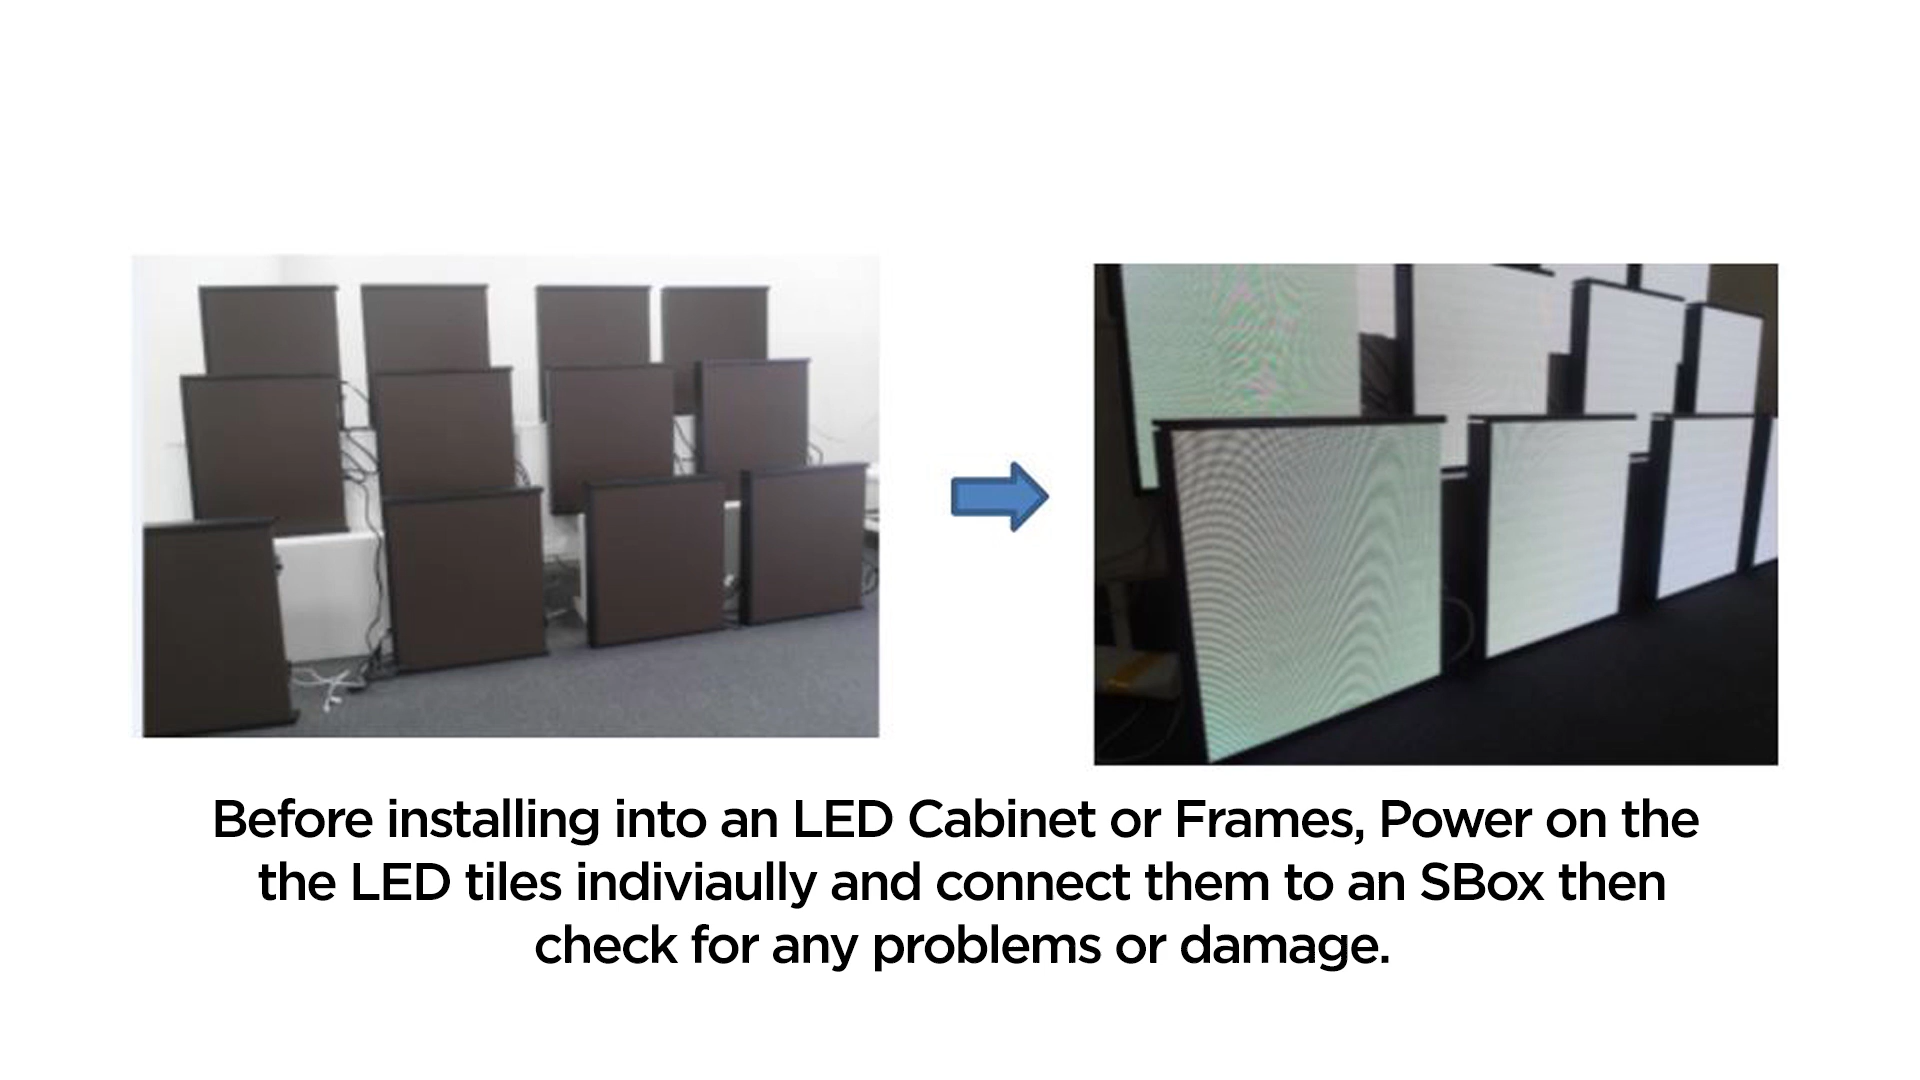 Before installing into an LED Cabinet or Frames, Power on the
the LED tiles indiviaully and connect them to an SBox then
check for any problems or damage.